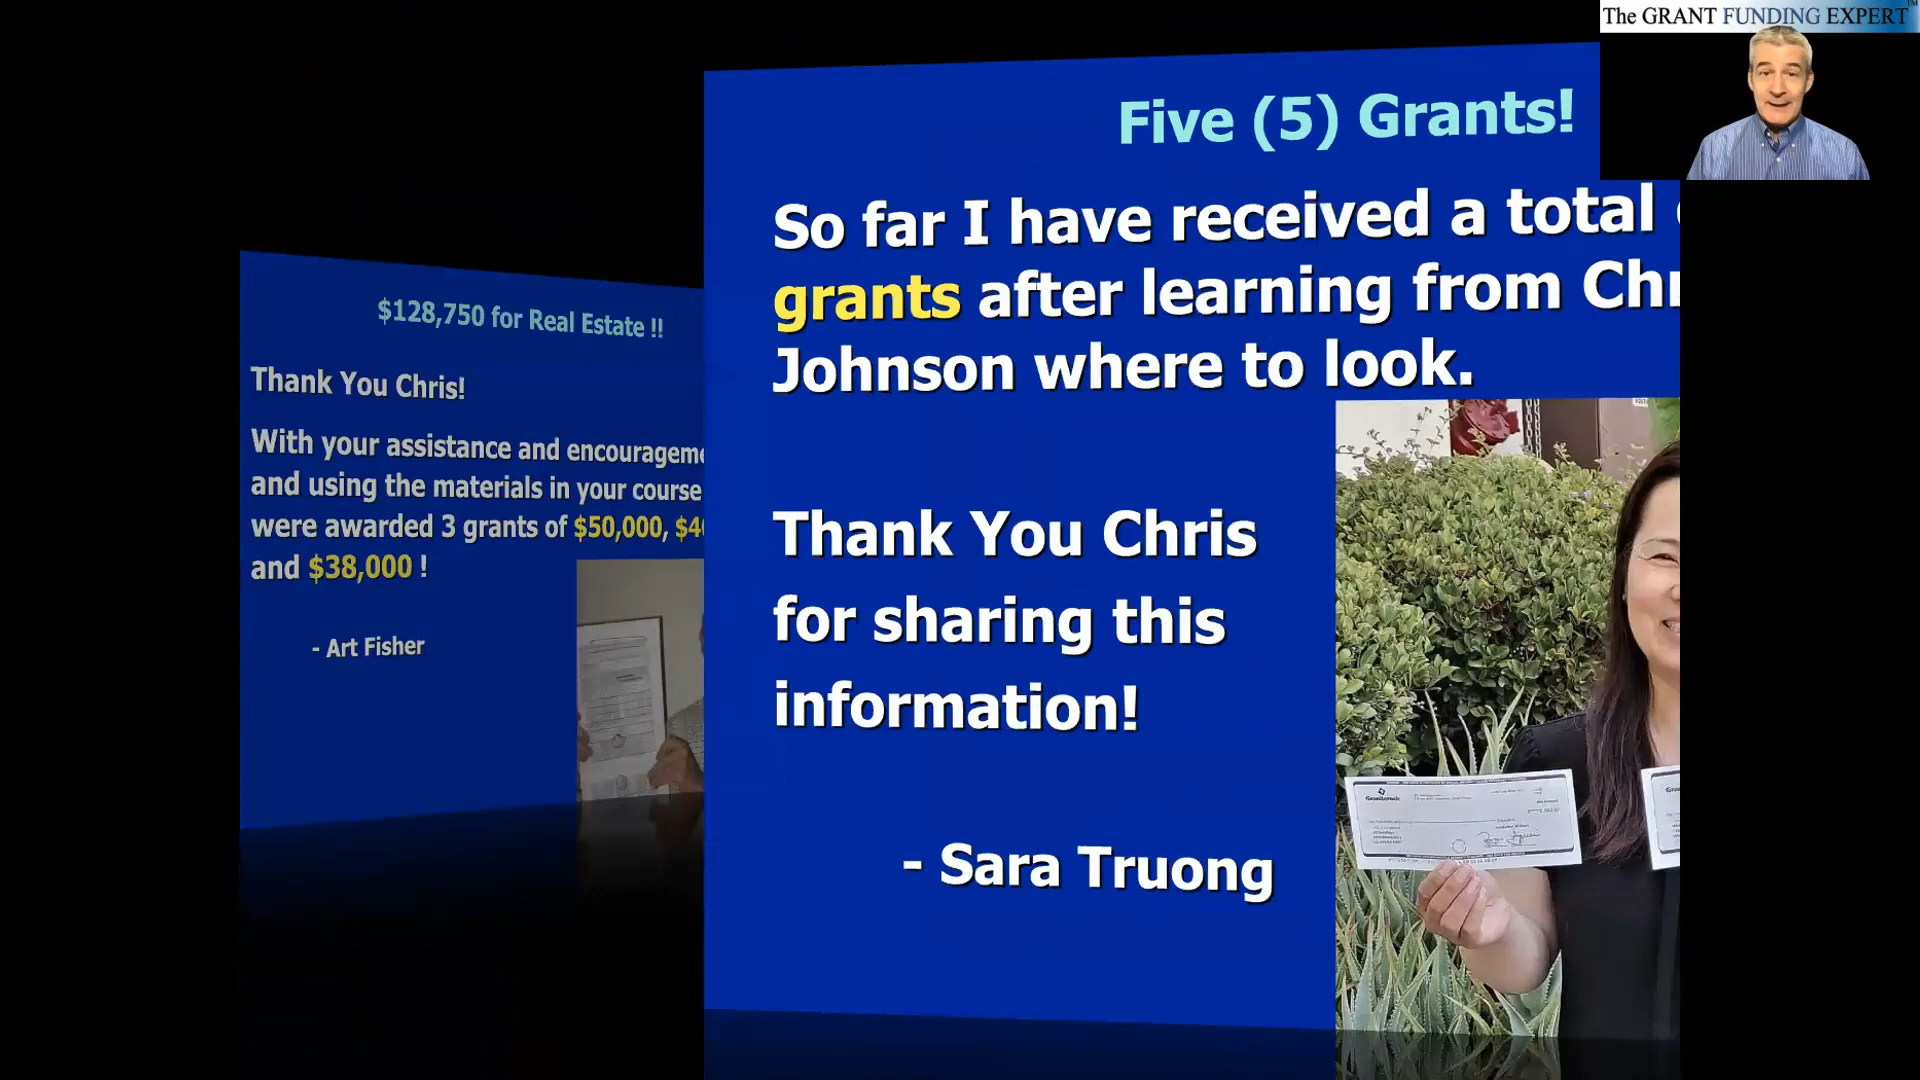 The GRANT FUNDING EXPERT™
Five (5) Grants!
So far I have received a total
grants after learning from Chr
Johnson where to look.
Thank You Chris
for sharing this
information!
- Sara Truong
$128,750 for Real Estate !!
Thank You Chris!
With your assistance and encourageme
and using the materials in your course
were awarded 3 grants of $50,000, $4
and $38,000 !
- Art Fisher
Graniterock